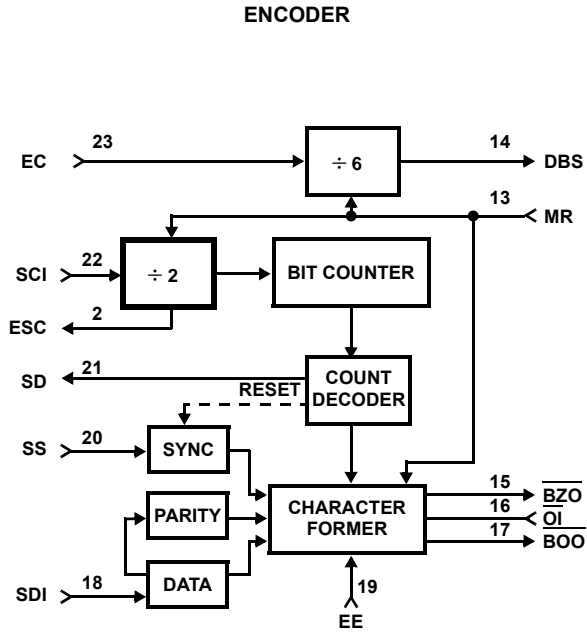 ENCODER
EC 23 ÷ 6 14 DBS
13 MR
SCI 22 ÷ 2 BIT COUNTER
ESC 2
SD 21 COUNT
DECODER
RESET
SS 20 SYNC
PARITY CHARACTER
FORMER
15 BZO
16 OI
17 BOO
SDI 18 DATA
19
EE